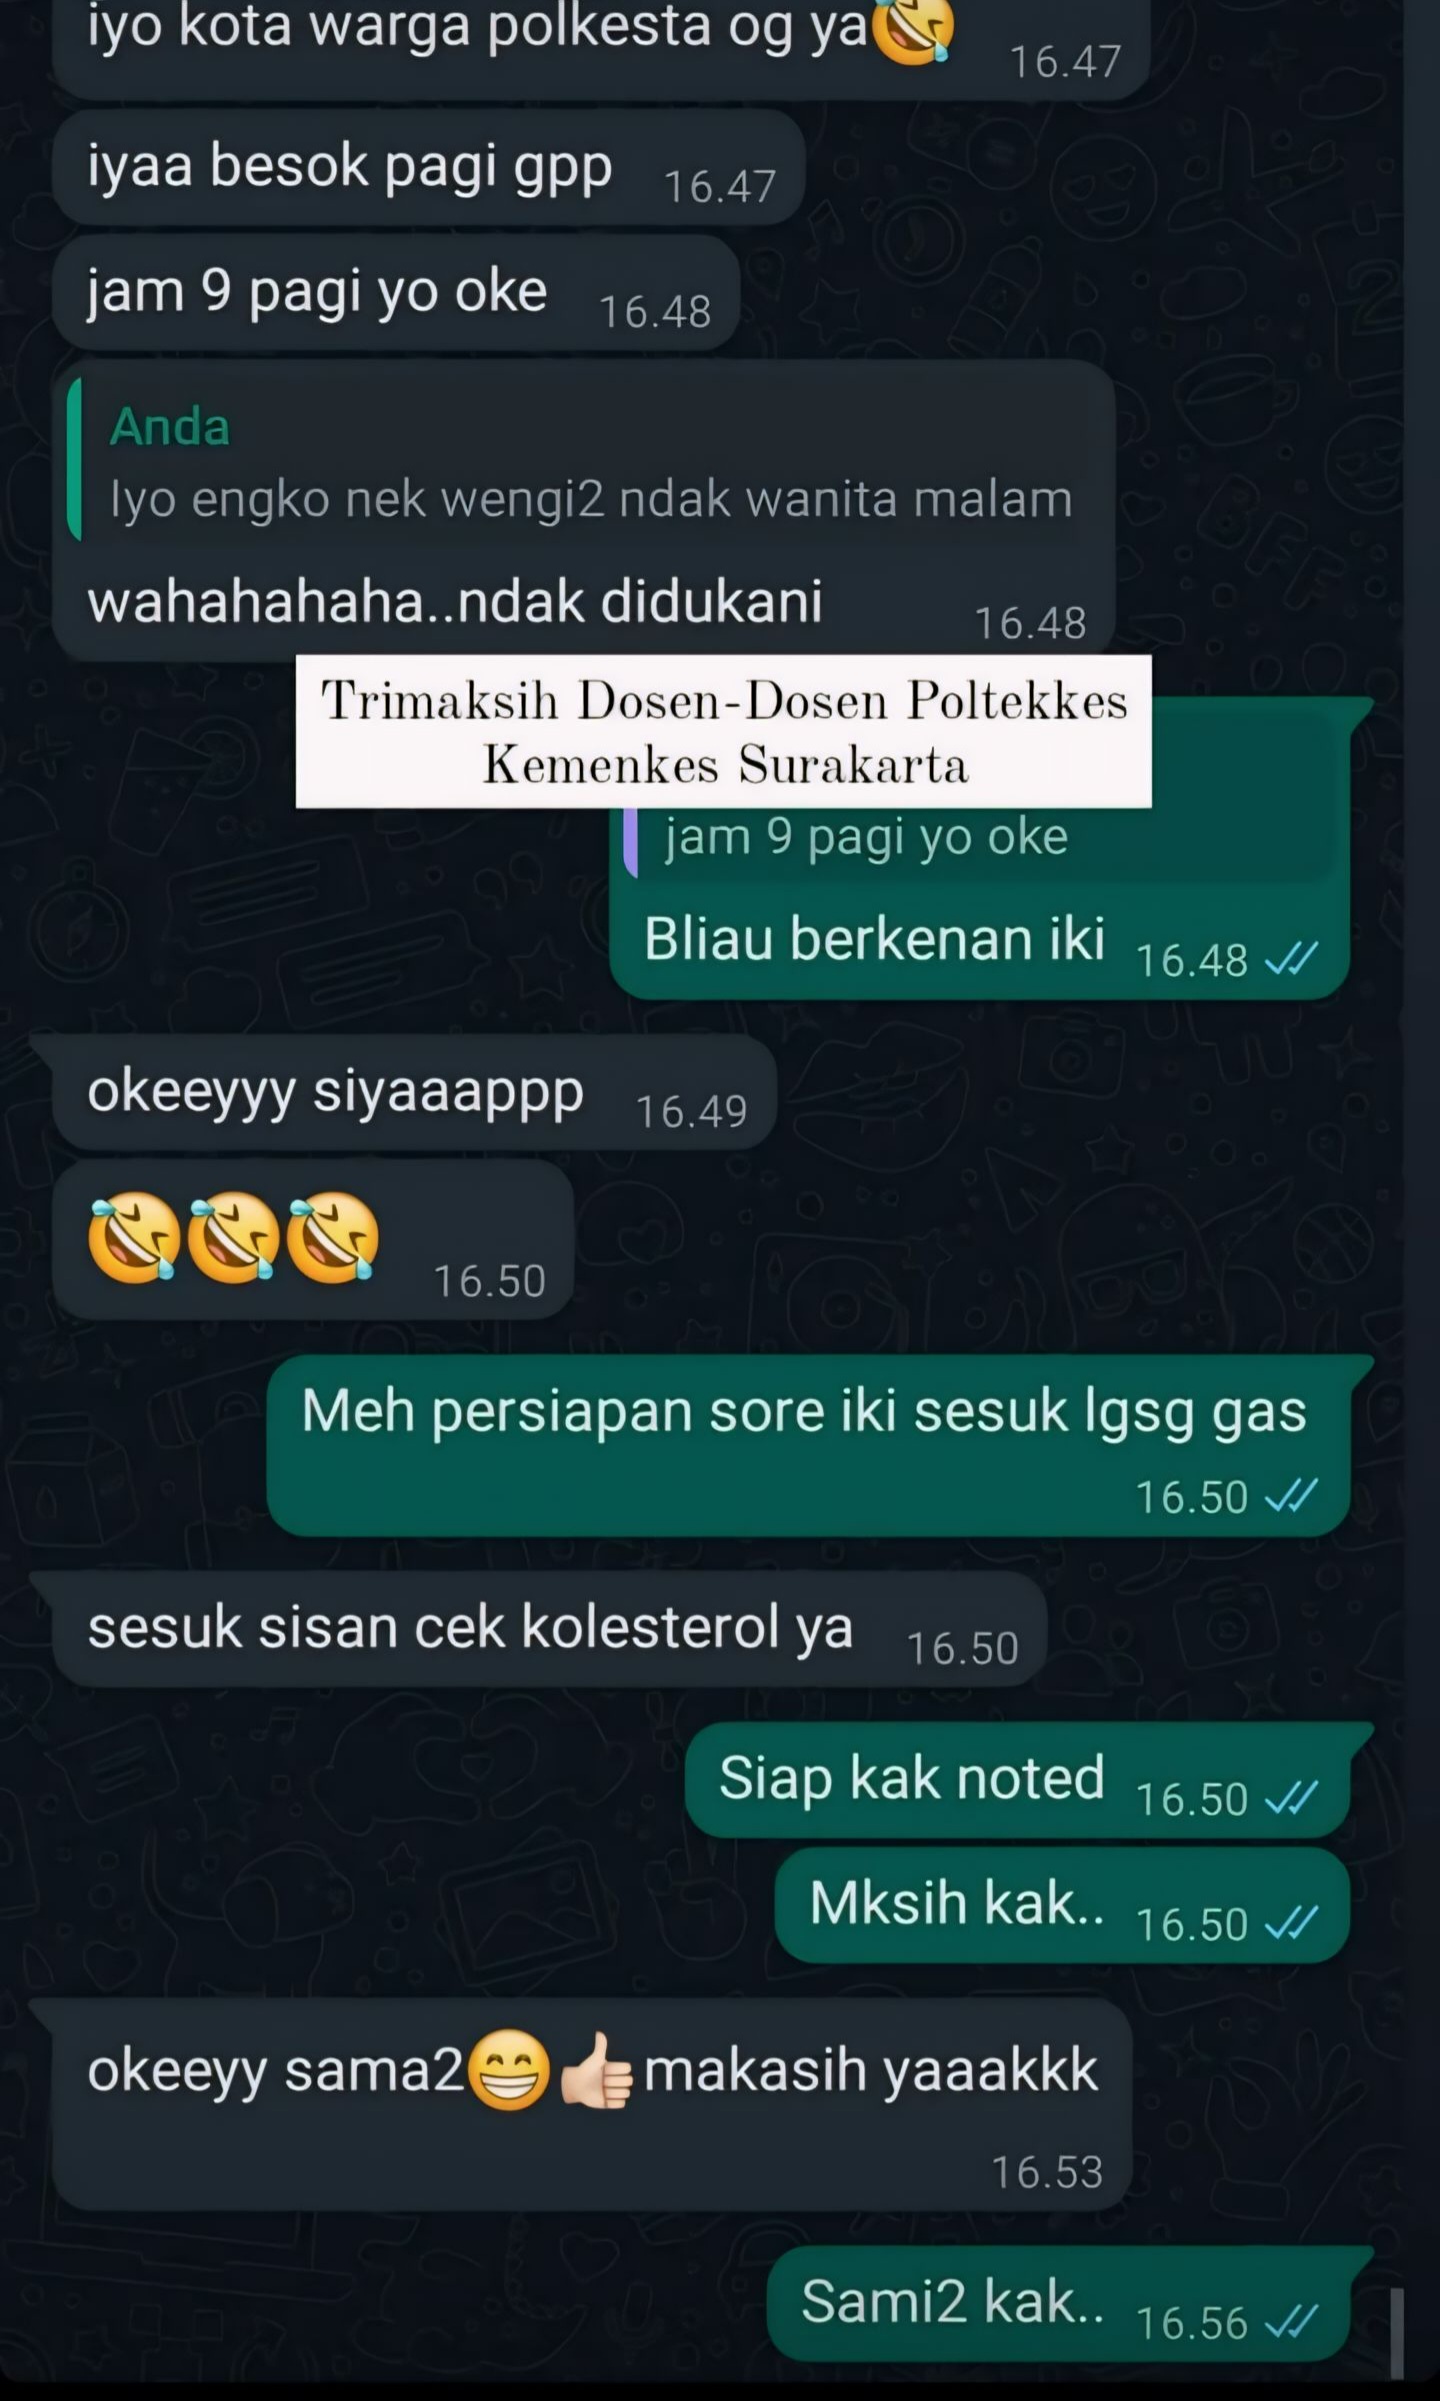 iyo kota warga polkesta og ya🤣 16.47
iyaa besok pagi gpp 16.47
jam 9 pagi yo oke 16.48
Anda
Iyo engko nek wengi2 ndak wanita malam
wahahahaha..ndak didukani 16.48
Trimaksih Dosen-Dosen Poltekkes
Kemenkes Surakarta
jam 9 pagi yo oke
Bliau berkenan iki 16.48
okeeyyy siyaaappp 16.49
🤣🤣🤣 16.50
Meh persiapan sore iki sesuk lgsg gas
16.50
sesuk sisan cek kolesterol ya 16.50
Siap kak noted 16.50
Mksih kak.. 16.50
okeeyy sama2😁👍🏻makasih yaaakkk
16.53
Sami2 kak.. 16.56